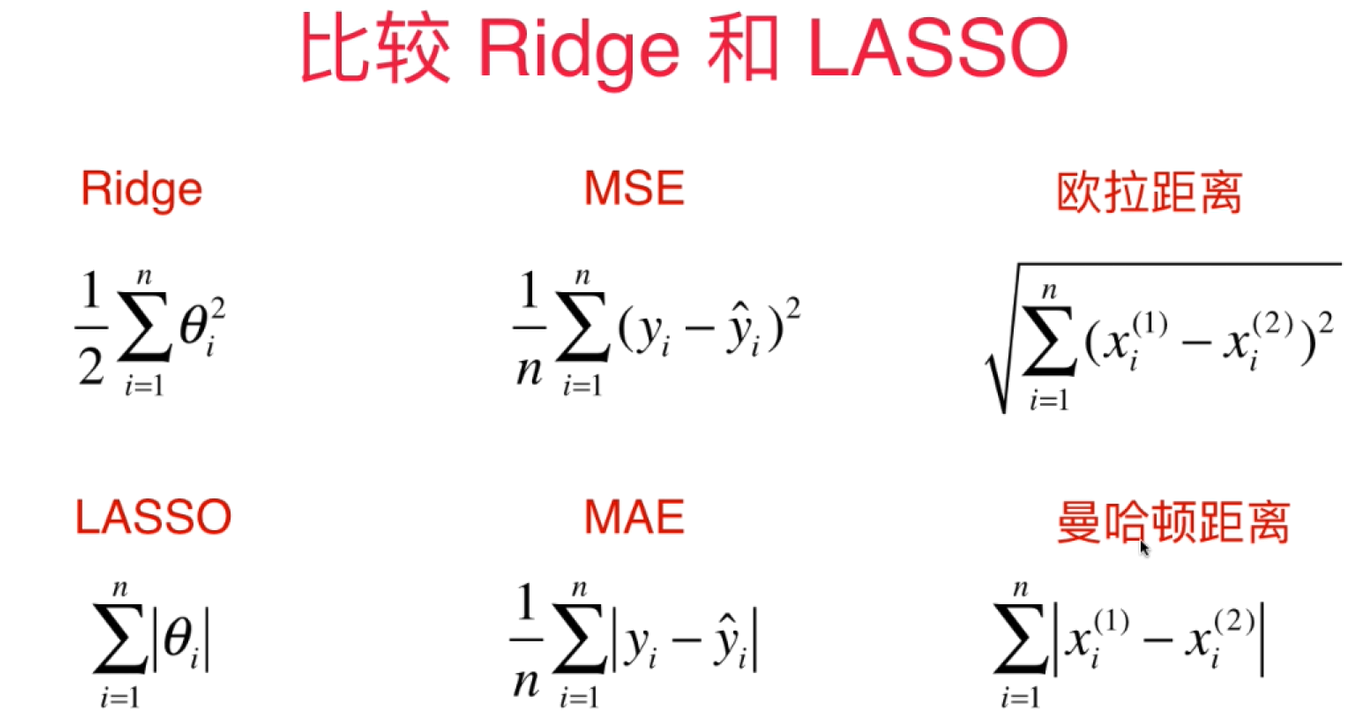 比较 Ridge 和 LASSO
Ridge MSE 欧拉距离
$\frac{1}{2}\sum_{i=1}^{n}\theta_i^2$ $\frac{1}{n}\sum_{i=1}^{n}(y_i-\hat{y}_i)^2$ $\sqrt{\sum_{i=1}^{n}(x_i^{(1)}-x_i^{(2)})^2}$
LASSO MAE 曼哈顿距离
$\sum_{i=1}^{n}|\theta_i|$ $\frac{1}{n}\sum_{i=1}^{n}|y_i-\hat{y}_i|$ $\sum_{i=1}^{n}|x_i^{(1)}-x_i^{(2)}|$